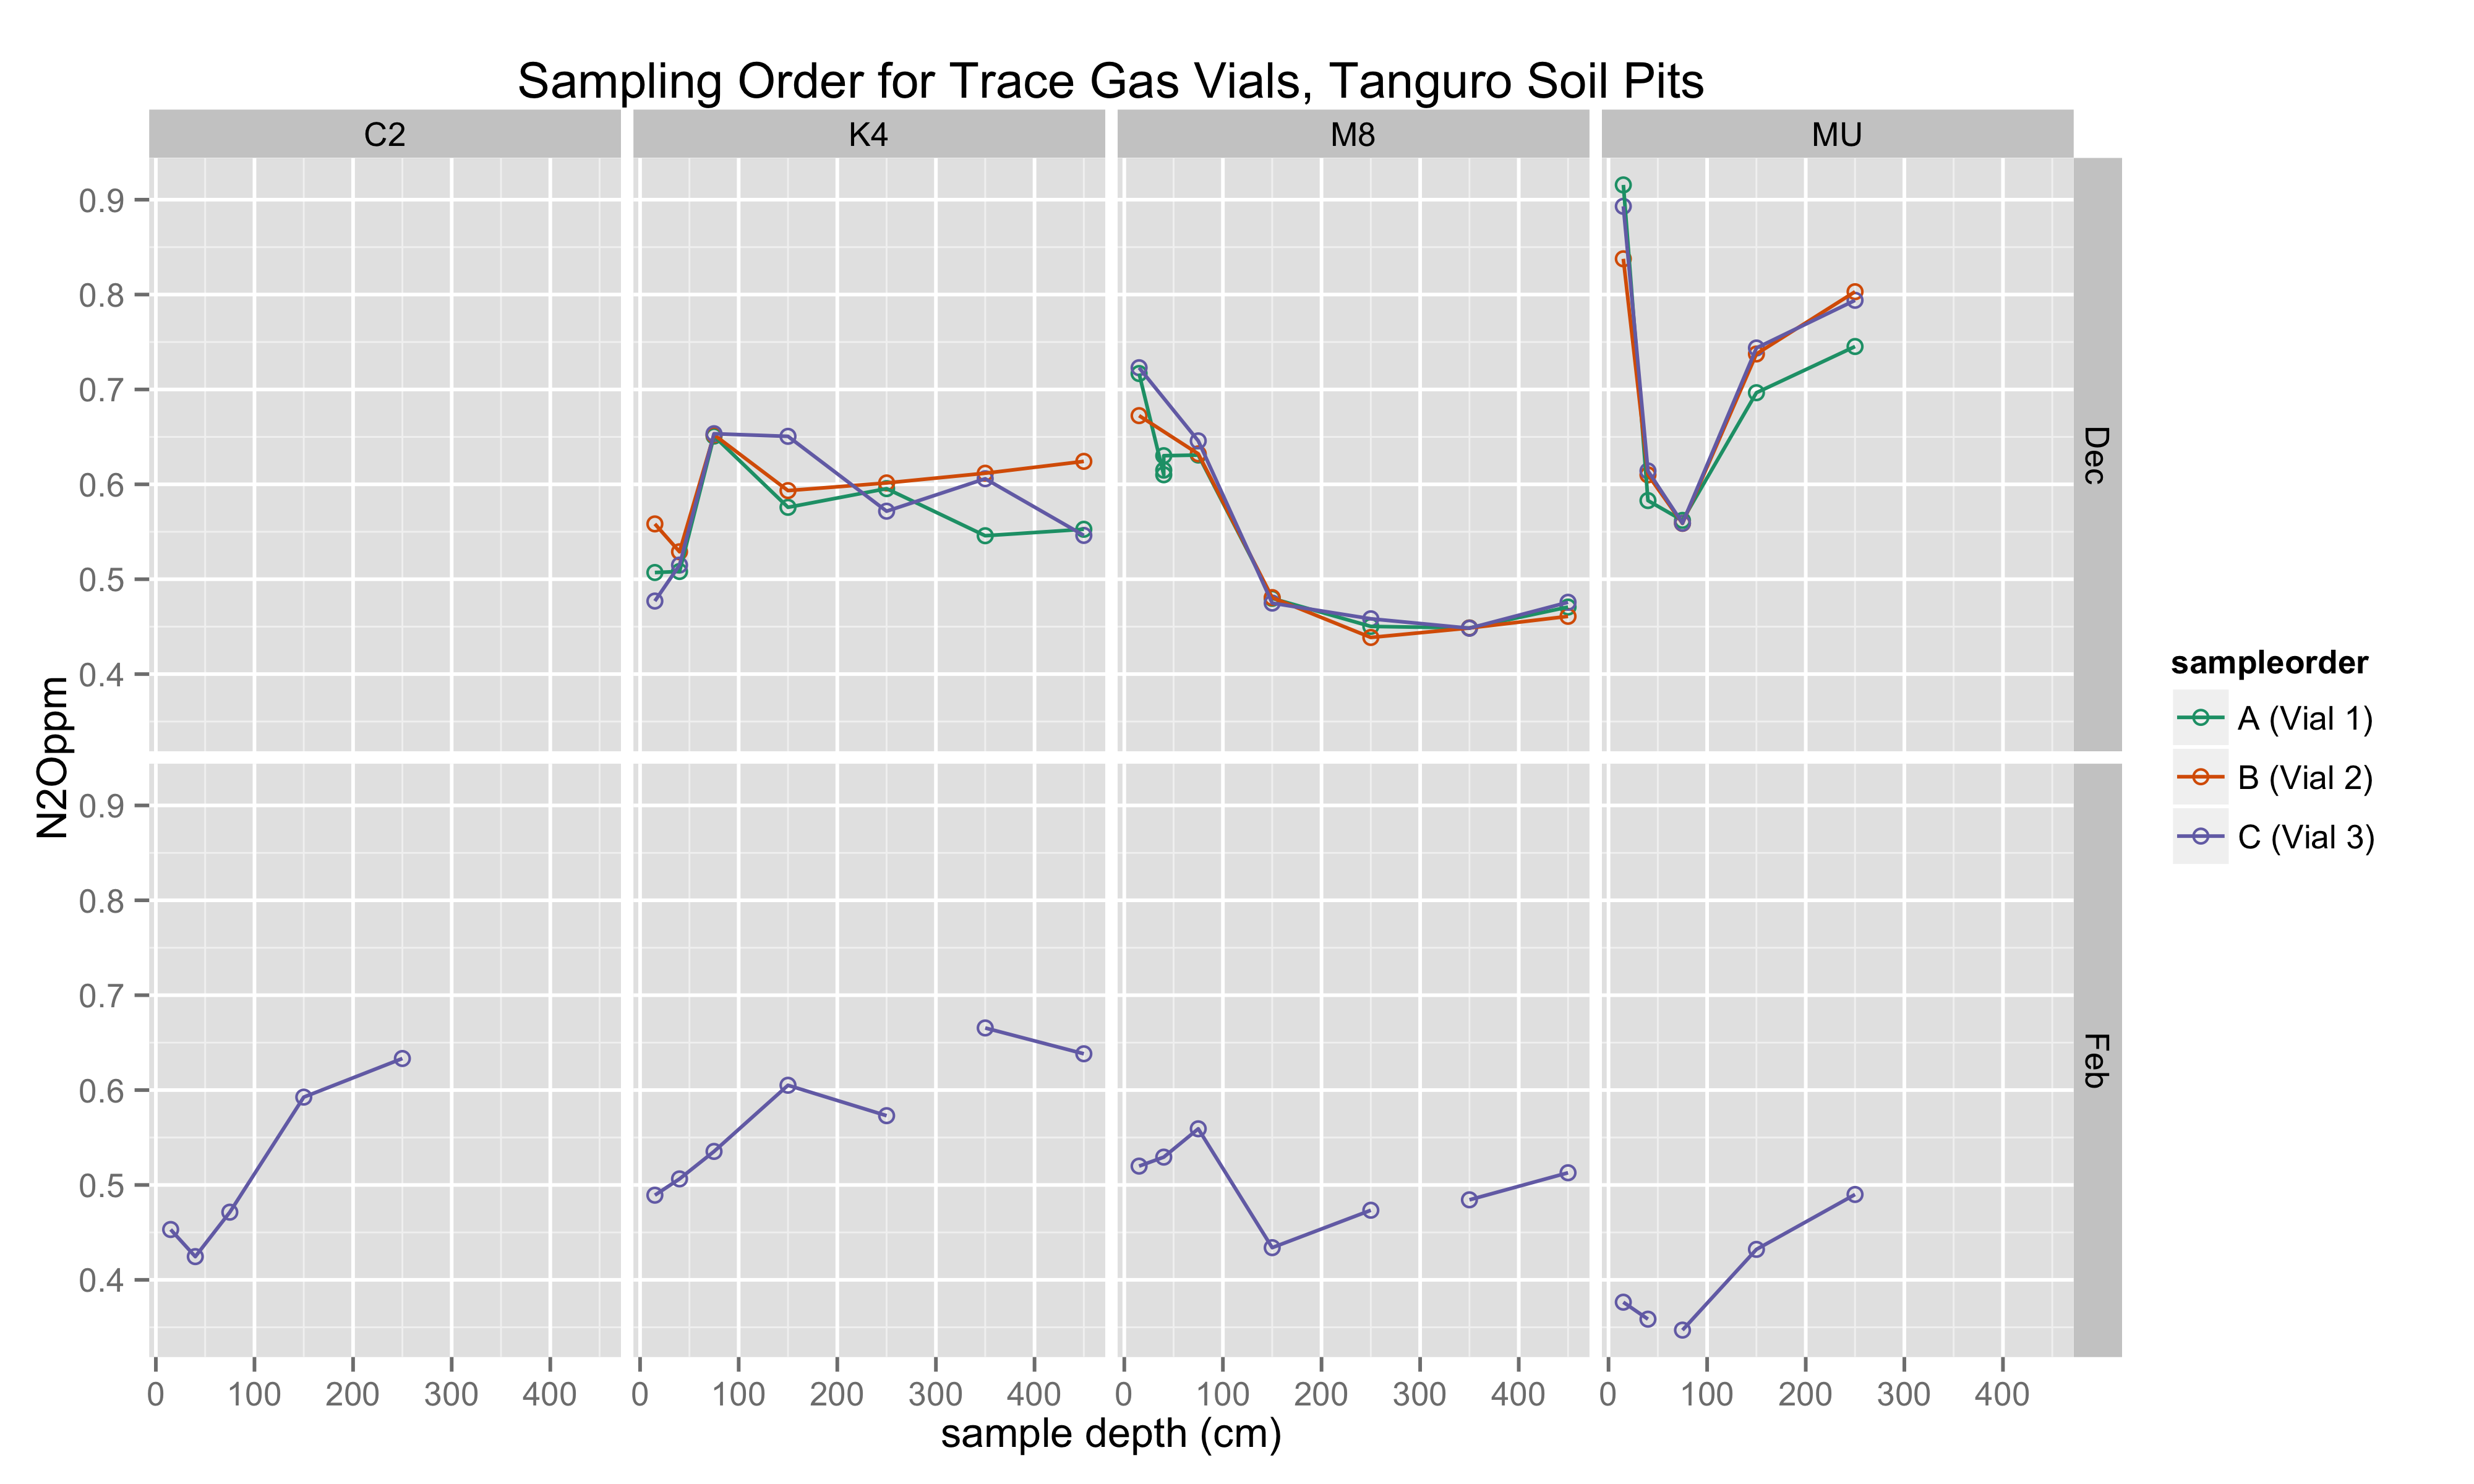 Sampling Order for Trace Gas Vials, Tanguro Soil Pits
C2 K4 M8 MU
0.9
0.8
0.7
0.6
0.5
0.4
Dec
0.9
0.8
0.7
0.6
0.5
0.4
Feb
N2Oppm
0 100 200 300 400 0 100 200 300 400 0 100 200 300 400 0 100 200 300 400
sample depth (cm)
sampleorder
A (Vial 1)
B (Vial 2)
C (Vial 3)